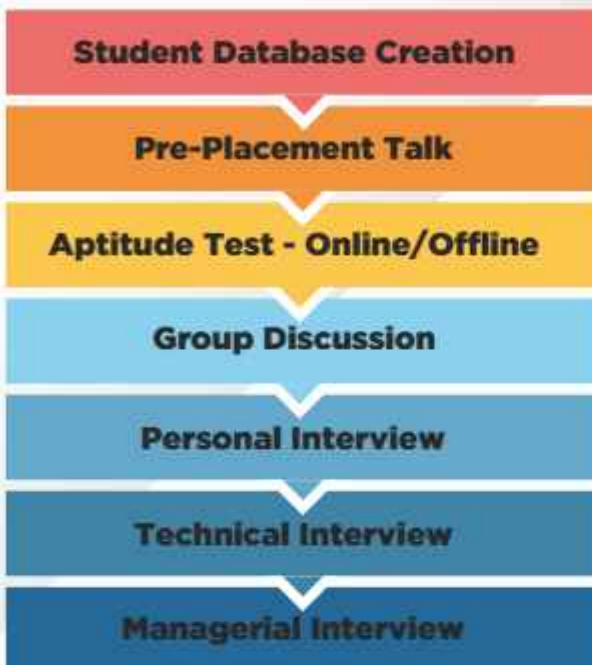 Student Database Creation
Pre-Placement Talk
Aptitude Test - Online/Offline
Group Discussion
Personal Interview
Technical Interview
Managerial Interview